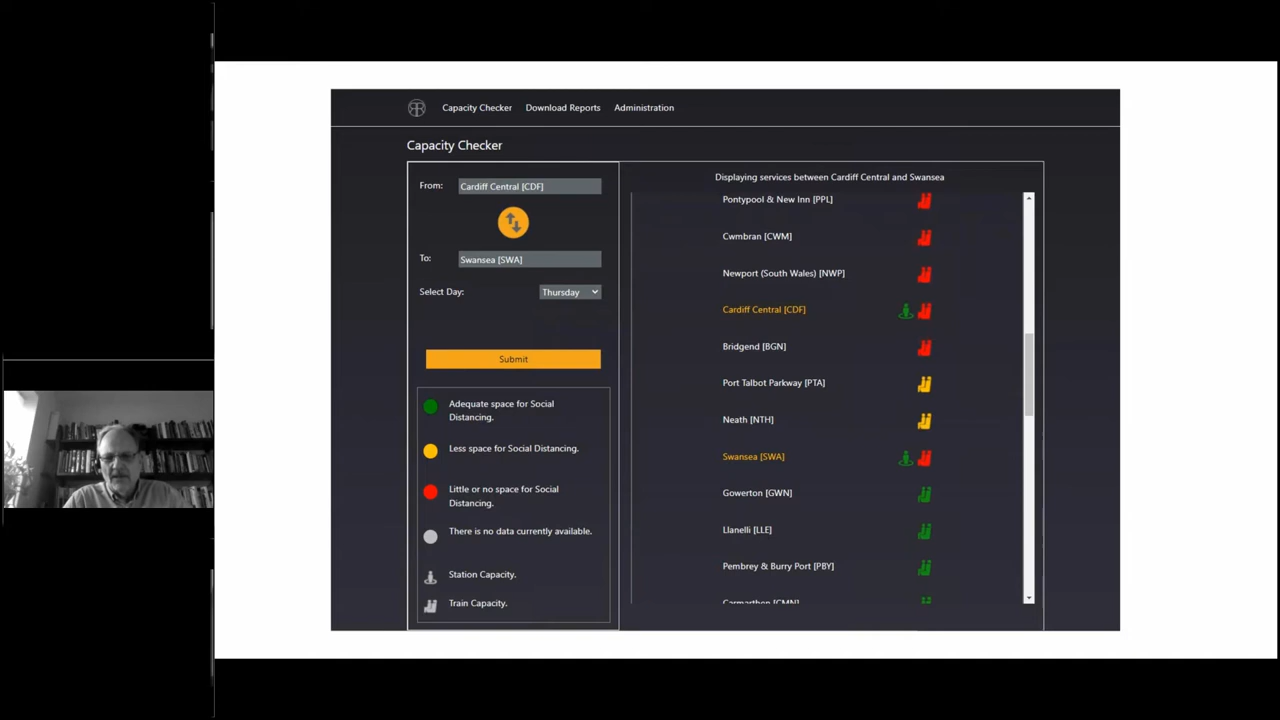 Capacity Checker Download Reports Administration
Capacity Checker
From:
Cardiff Central [CDF]
To:
Swansea [SWA]
Select Day:
Thursday
Submit
Adequate space for Social
Distancing.
Less space for Social Distancing.
Little or no space for Social
Distancing.
There is no data currently available.
Station Capacity.
Train Capacity.
Displaying services between Cardiff Central and Swansea
Pontypool & New Inn [PPL]
Cwmbran [CWM]
Newport (South Wales) [NWP]
Cardiff Central [CDF]
Bridgend [BGN]
Port Talbot Parkway [PTA]
Neath [NTH]
Swansea [SWA]
Gowerton [GWN]
Llanelli [LLE]
Pembrey & Burry Port [PBY]
Carmarthen [CMN]